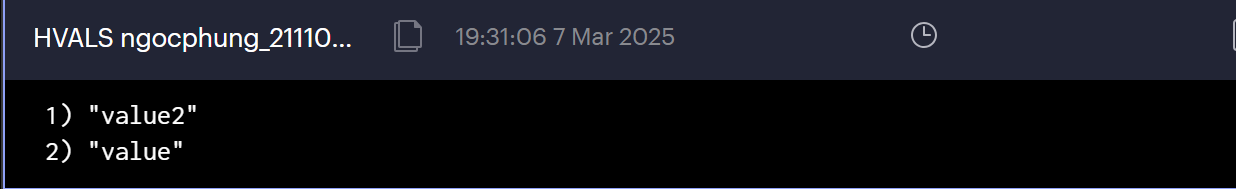 HVALS ngocphung_21110... 19:31:06 7 Mar 2025
1) "value2"
2) "value"